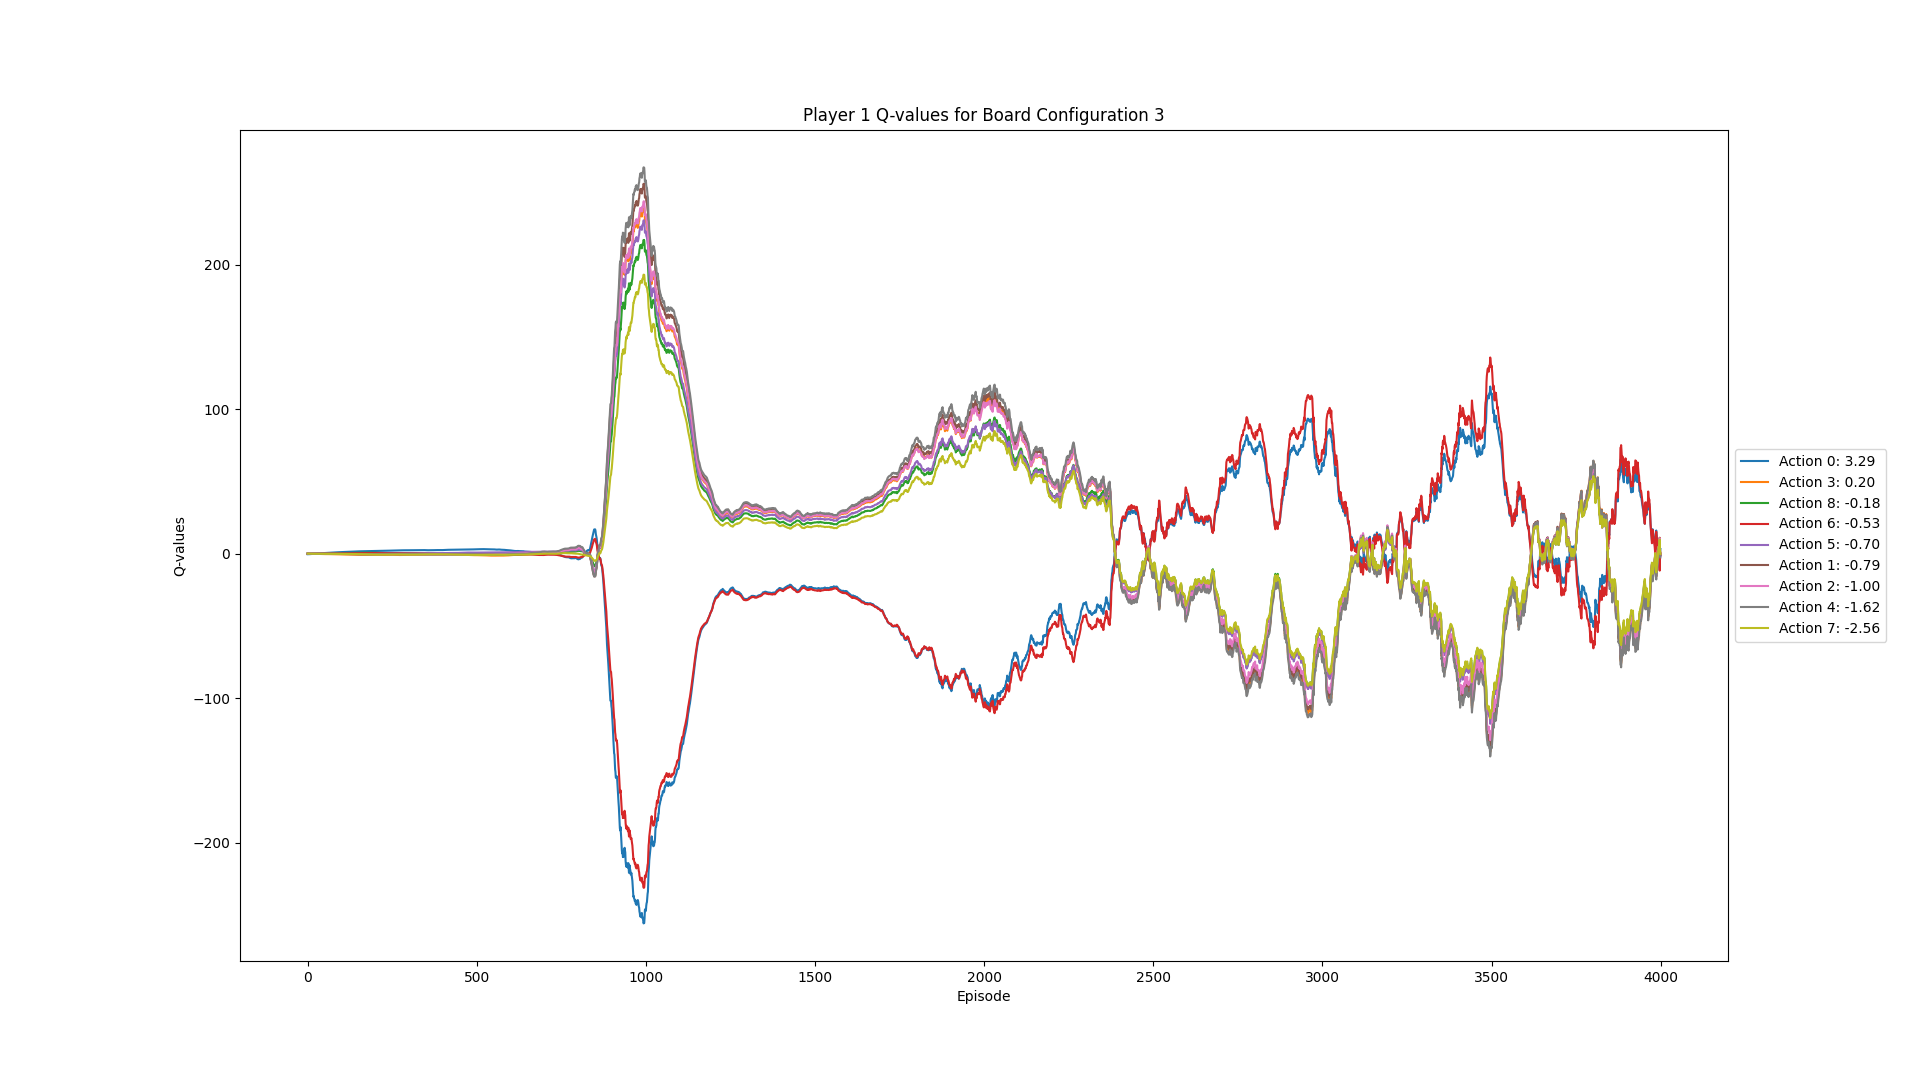 Player 1 Q-values for Board Configuration 3
Q-values
200
100
0
−100
−200
0
500
1000
1500
2000
2500
3000
3500
4000
Episode
Action 0: 3.29
Action 3: 0.20
Action 8: -0.18
Action 6: -0.53
Action 5: -0.70
Action 1: -0.79
Action 2: -1.00
Action 4: -1.62
Action 7: -2.56